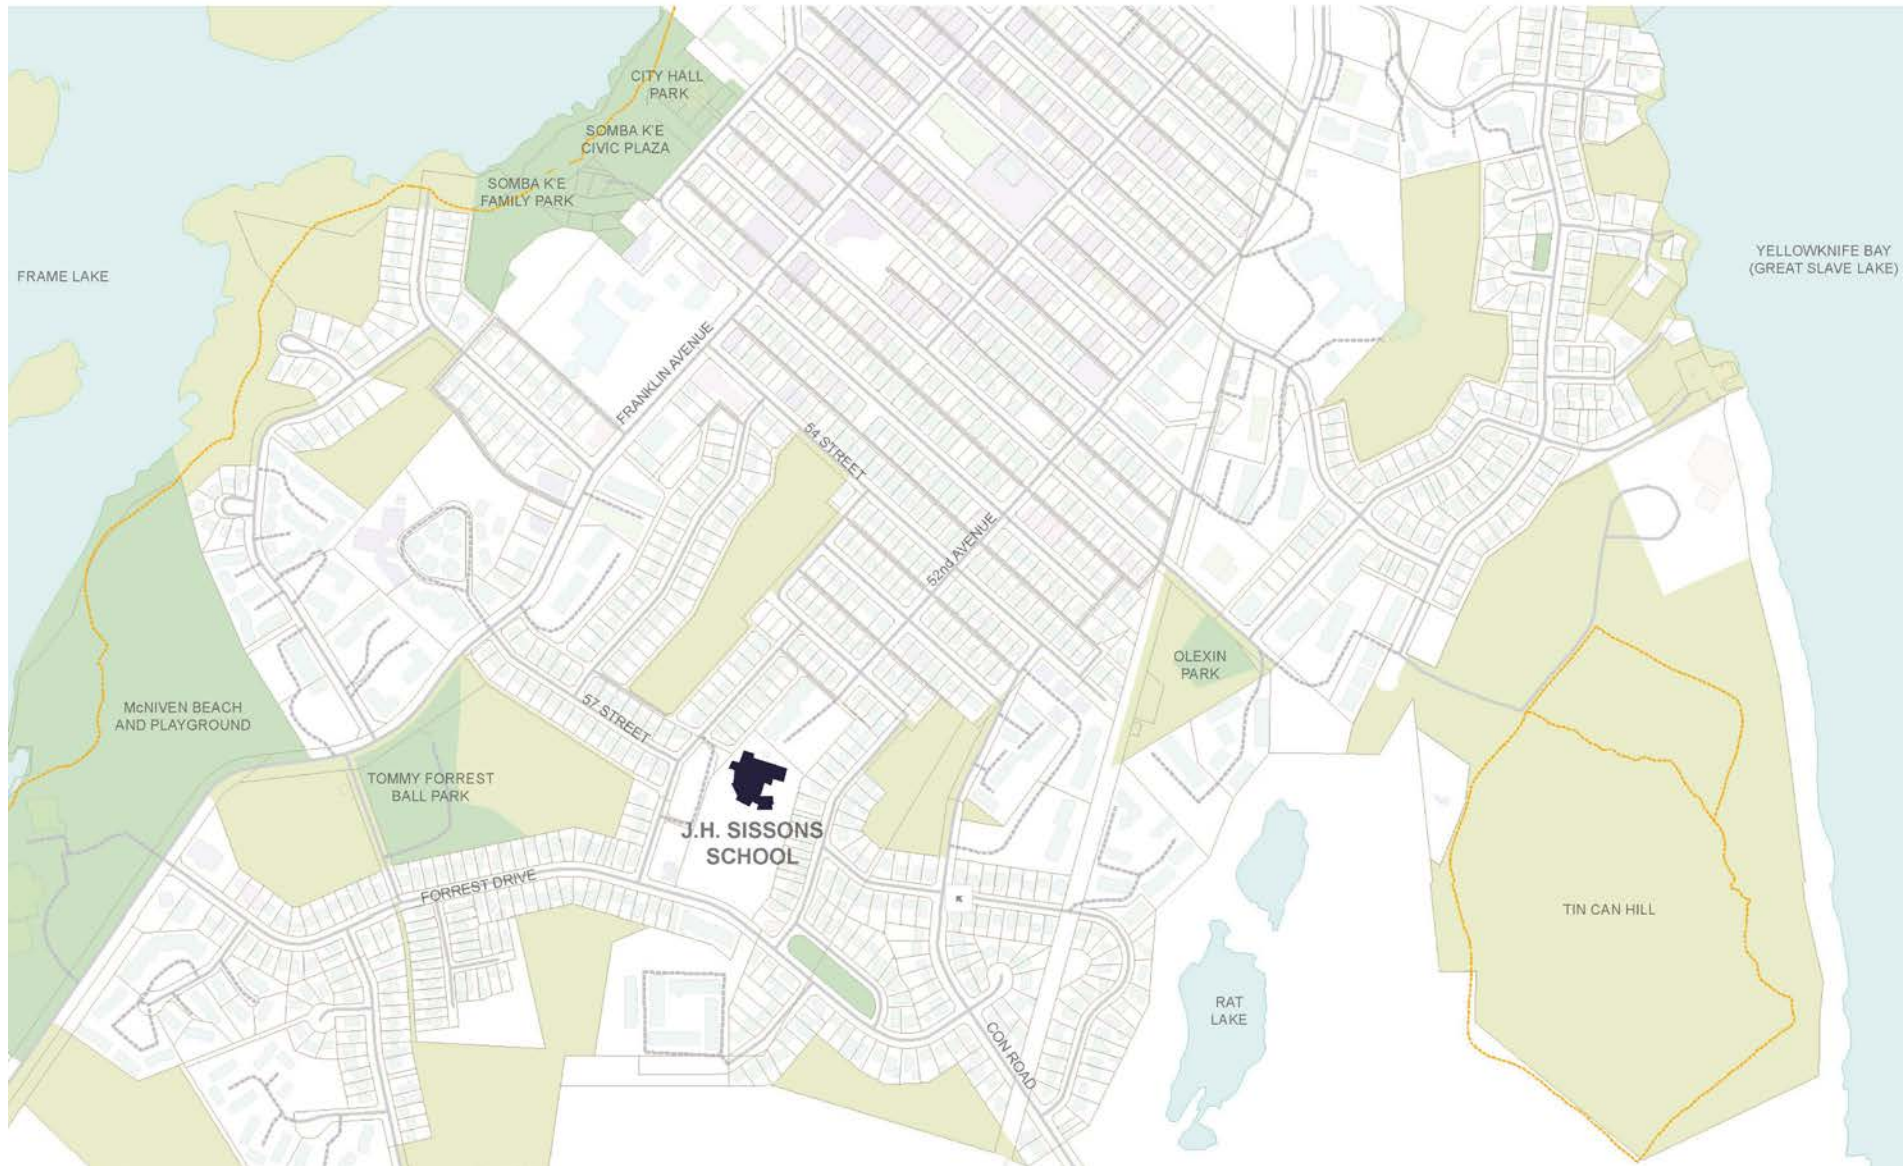 CITY HALL
PARK
SOMBA K'E
CIVIC PLAZA
SOMBA K'E
FAMILY PARK
FRAME LAKE
YELLOWKNIFE BAY
(GREAT SLAVE LAKE)
FRANKLIN AVENUE
54 STREET
52nd AVENUE
OLEXIN
PARK
McNIVEN BEACH
AND PLAYGROUND
57 STREET
TOMMY FORREST
BALL PARK
J.H. SISSONS
SCHOOL
FORREST DRIVE
TIN CAN HILL
RAT
LAKE
CON ROAD